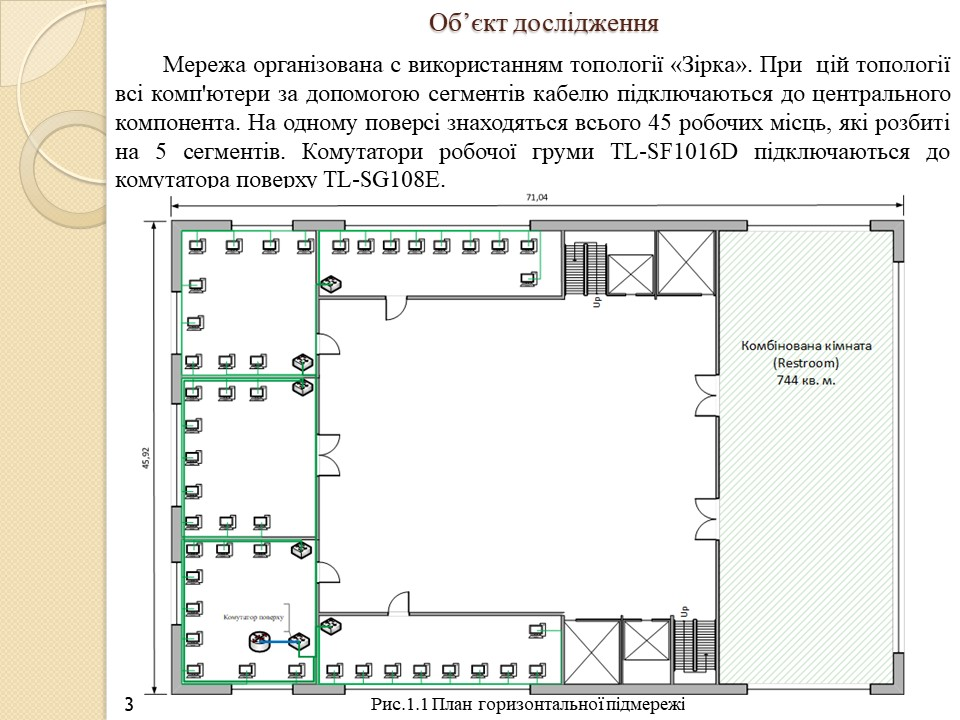 Об’єкт дослідження
Мережа організована с використанням топології «Зірка». При цій топології
всі комп'ютери за допомогою сегментів кабелю підключаються до центрального
компонента. На одному поверсі знаходяться всього 45 робочих місць, які розбиті
на 5 сегментів. Комутатори робочої груми TL-SF1016D підключаються до
комутатора поверху TL-SG108E.
71,04
45,92
Up
Комбінована кімната
(Restroom)
744 кв. м.
Комутатор поверху
Up
3
Рис.1.1 План горизонтальної підмережі